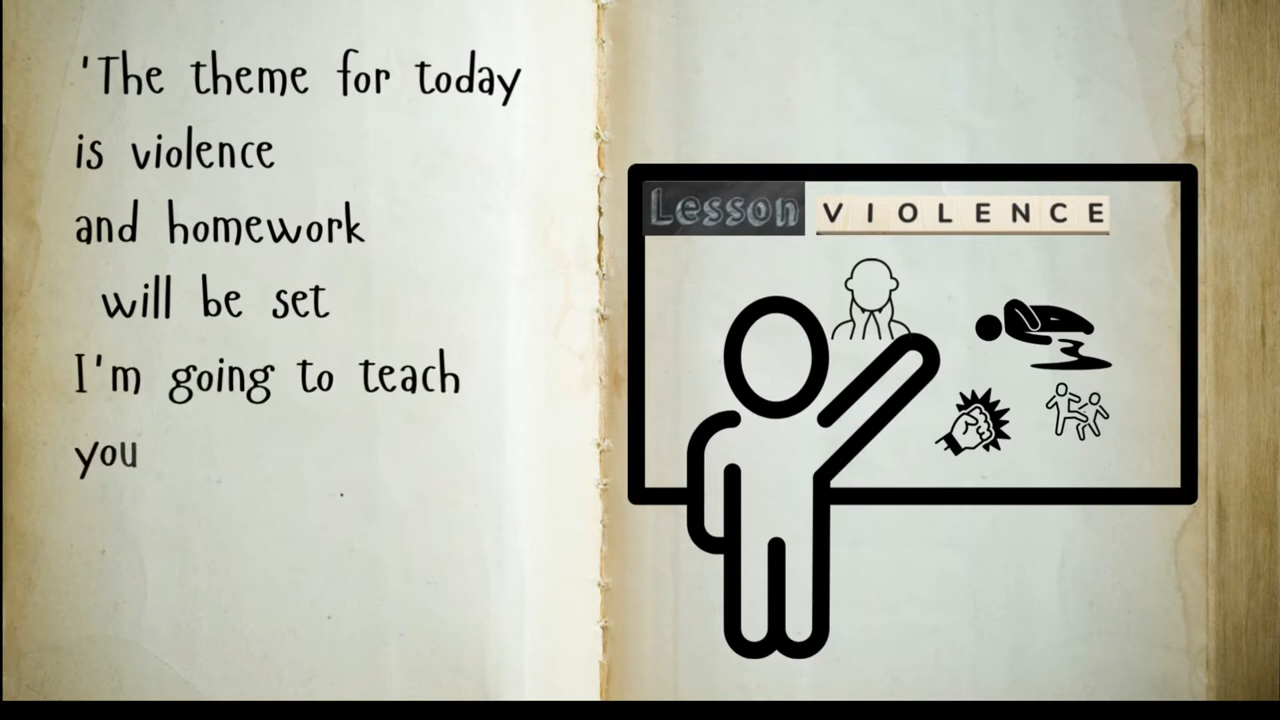 'The theme for today
is violence
and homework
will be set
I'm going to teach
you
Lesson VIOLENCE